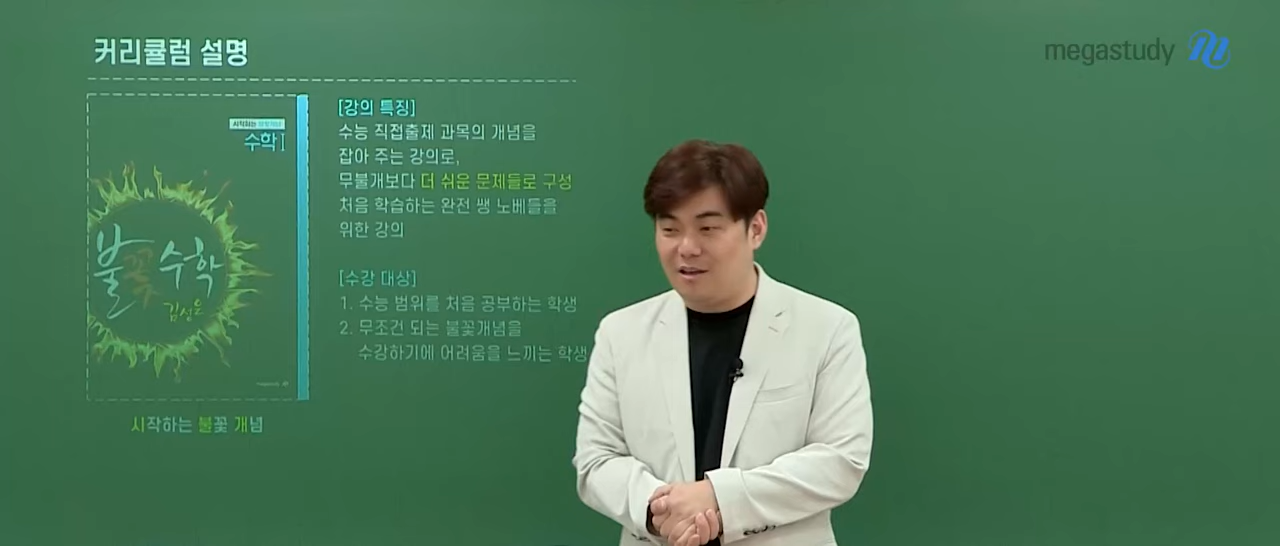 커리큘럼 설명
megastudy
시작하는
수학I
불꽃수학
김성은
megastudy
시작하는 불꽃 개념
[강의 특징]
수능 직접출제 과목의 개념을
잡아 주는 강의로,
무불개보다 더 쉬운 문제들로 구성
처음 학습하는 완전 쌩 노베들을
위한 강의
[수강 대상]
1. 수능 범위를 처음 공부하는 학생
2. 무조건 되는 불꽃개념을
수강하기에 어려움을 느끼는 학생